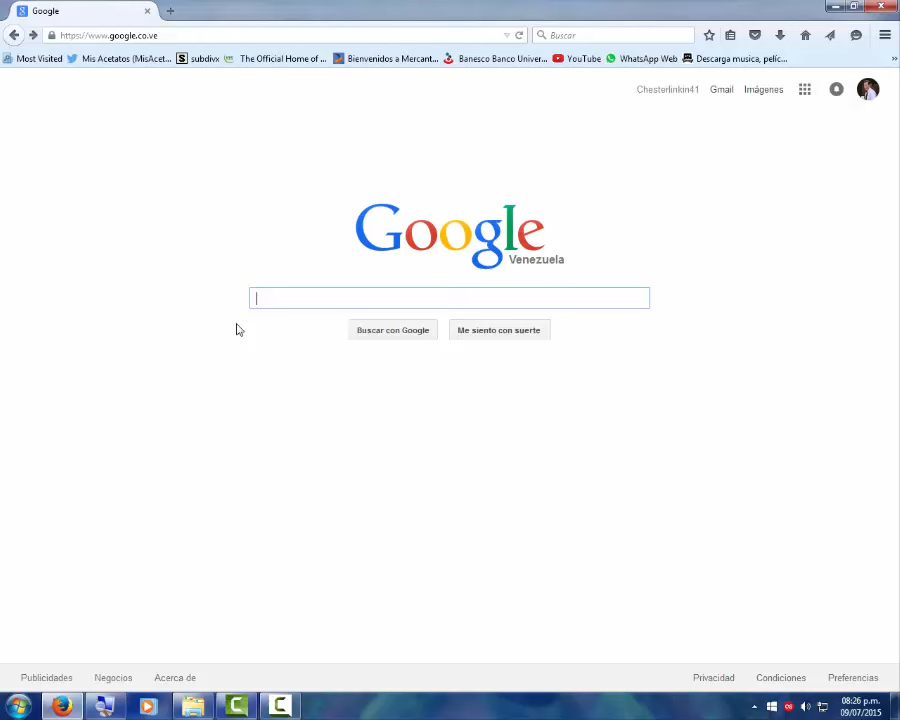 Google
https://www.google.co.ve
Buscar
Most Visited
Mis Acetatos (MisAcet...
subdivx
The Official Home of ...
Bienvenidos a Mercant...
Banesco Banco Univer...
YouTube
WhatsApp Web
Descarga musica, pelíc...
Chesterlinkin41
Gmail
Imágenes
Google
Venezuela
Buscar con Google
Me siento con suerte
Publicidades
Negocios
Acerca de
Privacidad
Condiciones
Preferencias
08:26 p.m.
09/07/2015